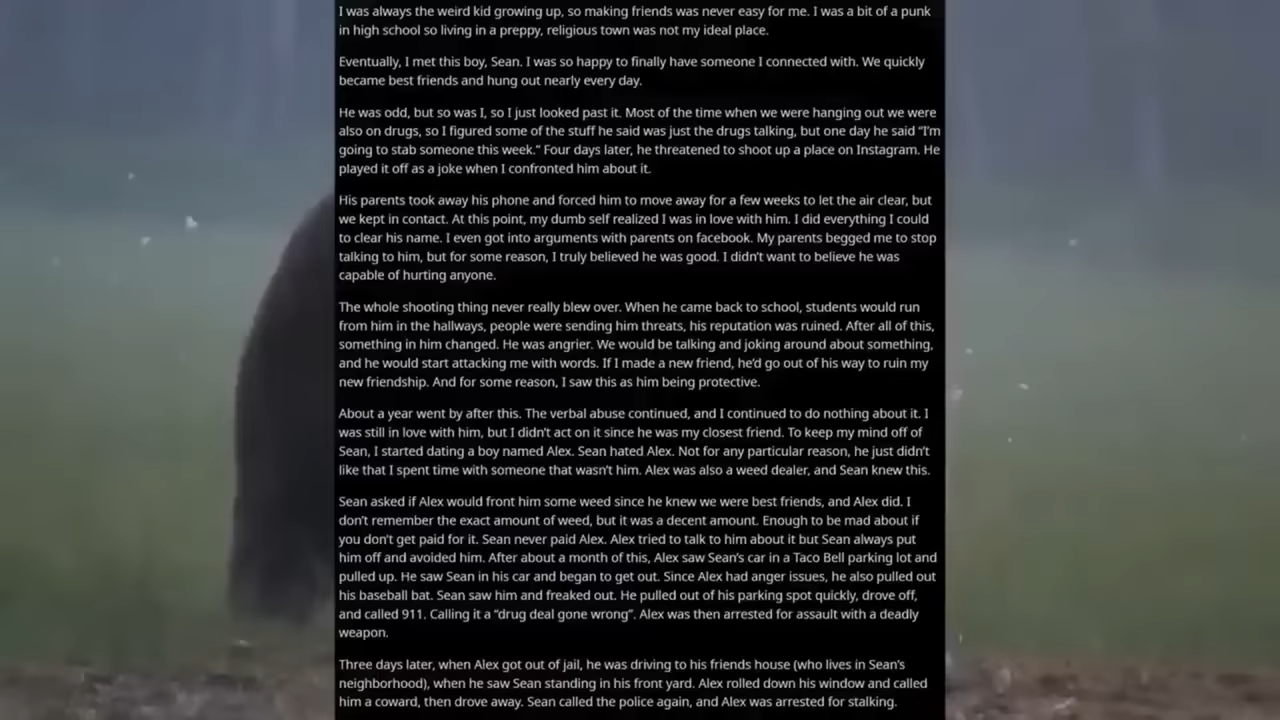 I was always the weird kid growing up, so making friends was never easy for me. I was a bit of a punk
in high school so living in a preppy, religious town was not my ideal place.
Eventually, I met this boy, Sean. I was so happy to finally have someone I connected with. We quickly
became best friends and hung out nearly every day.
He was odd, but so was I, so I just looked past it. Most of the time when we were hanging out we were
also on drugs, so I figured some of the stuff he said was just the drugs talking, but one day he said "I'm
going to stab someone this week." Four days later, he threatened to shoot up a place on Instagram. He
played it off as a joke when I confronted him about it.
His parents took away his phone and forced him to move away for a few weeks to let the air clear, but
we kept in contact. At this point, my dumb self realized I was in love with him. I did everything I could
to clear his name. I even got into arguments with parents on facebook. My parents begged me to stop
talking to him, but for some reason, I truly believed he was good. I didn't want to believe he was
capable of hurting anyone.
The whole shooting thing never really blew over. When he came back to school, students would run
from him in the hallways, people were sending him threats, his reputation was ruined. After all of this,
something in him changed. He was angrier. We would be talking and joking around about something,
and he would start attacking me with words. If I made a new friend, he'd go out of his way to ruin my
new friendship. And for some reason, I saw this as him being protective.
About a year went by after this. The verbal abuse continued, and I continued to do nothing about it. I
was still in love with him, but I didn't act on it since he was my closest friend. To keep my mind off of
Sean, I started dating a boy named Alex. Sean hated Alex. Not for any particular reason, he just didn't
like that I spent time with someone that wasn't him. Alex was also a weed dealer, and Sean knew this.
Sean asked if Alex would front him some weed since he knew we were best friends, and Alex did. I
don't remember the exact amount of weed, but it was a decent amount. Enough to be mad about if
you don't get paid for it. Sean never paid Alex. Alex tried to talk to him about it but Sean always put
him off and avoided him. After about a month of this, Alex saw Sean's car in a Taco Bell parking lot and
pulled up. He saw Sean in his car and began to get out. Since Alex had anger issues, he also pulled out
his baseball bat. Sean saw him and freaked out. He pulled out of his parking spot quickly, drove off,
and called 911. Calling it a "drug deal gone wrong". Alex was then arrested for assault with a deadly
weapon.
Three days later, when Alex got out of jail, he was driving to his friends house (who lives in Sean's
neighborhood), when he saw Sean standing in his front yard. Alex rolled down his window and called
him a coward, then drove away. Sean called the police again, and Alex was arrested for stalking.